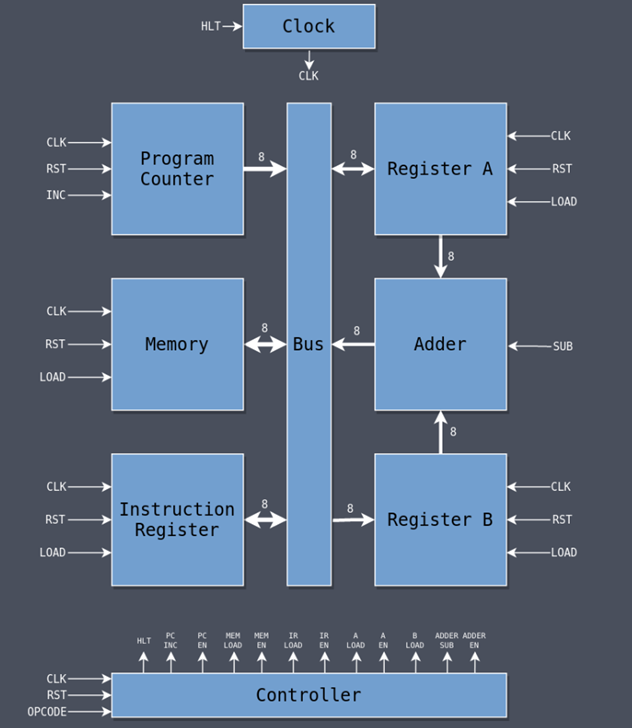 HLT
Clock
CLK
Program
Counter
CLK
RST
INC
8
8
Register A
CLK
RST
LOAD
8
Memory
CLK
RST
LOAD
8
Bus
8
Adder
SUB
8
Instruction
Register
CLK
RST
LOAD
8
8
Register B
CLK
RST
LOAD
HLT
PC
INC
PC
EN
MEM
LOAD
MEM
EN
IR
LOAD
IR
EN
A
LOAD
A
EN
B
LOAD
ADDER
SUB
ADDER
EN
CLK
RST
OPCODE
Controller